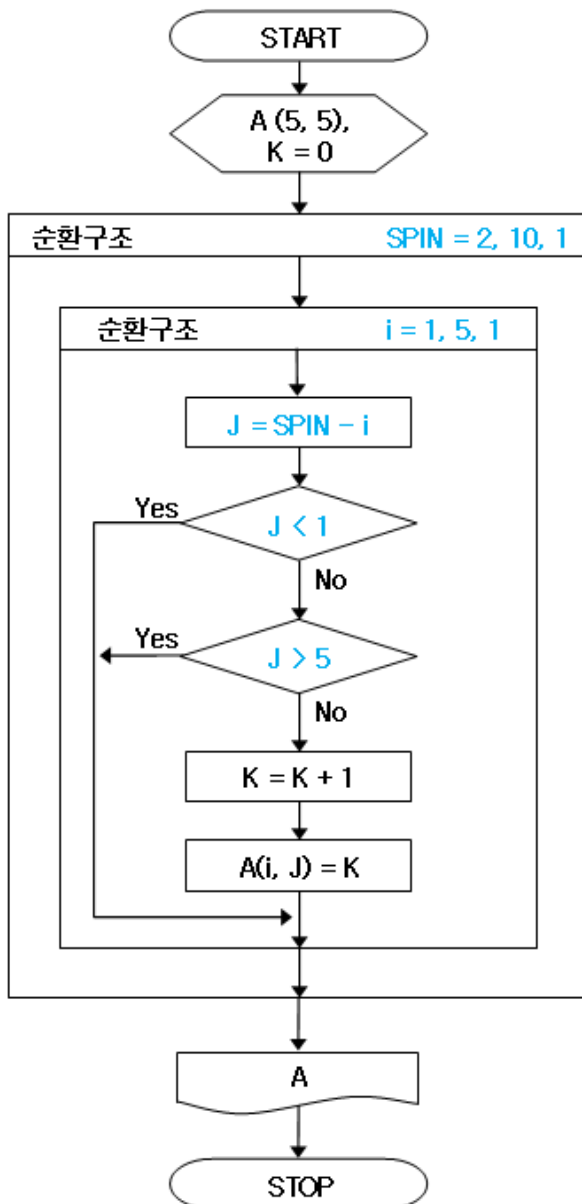 START
A (5, 5),
K = 0
순환구조 SPIN = 2, 10, 1
순환구조 i = 1, 5, 1
J = SPIN - i
Yes
J < 1
No
Yes
J > 5
No
K = K + 1
A(i, J) = K
A
STOP